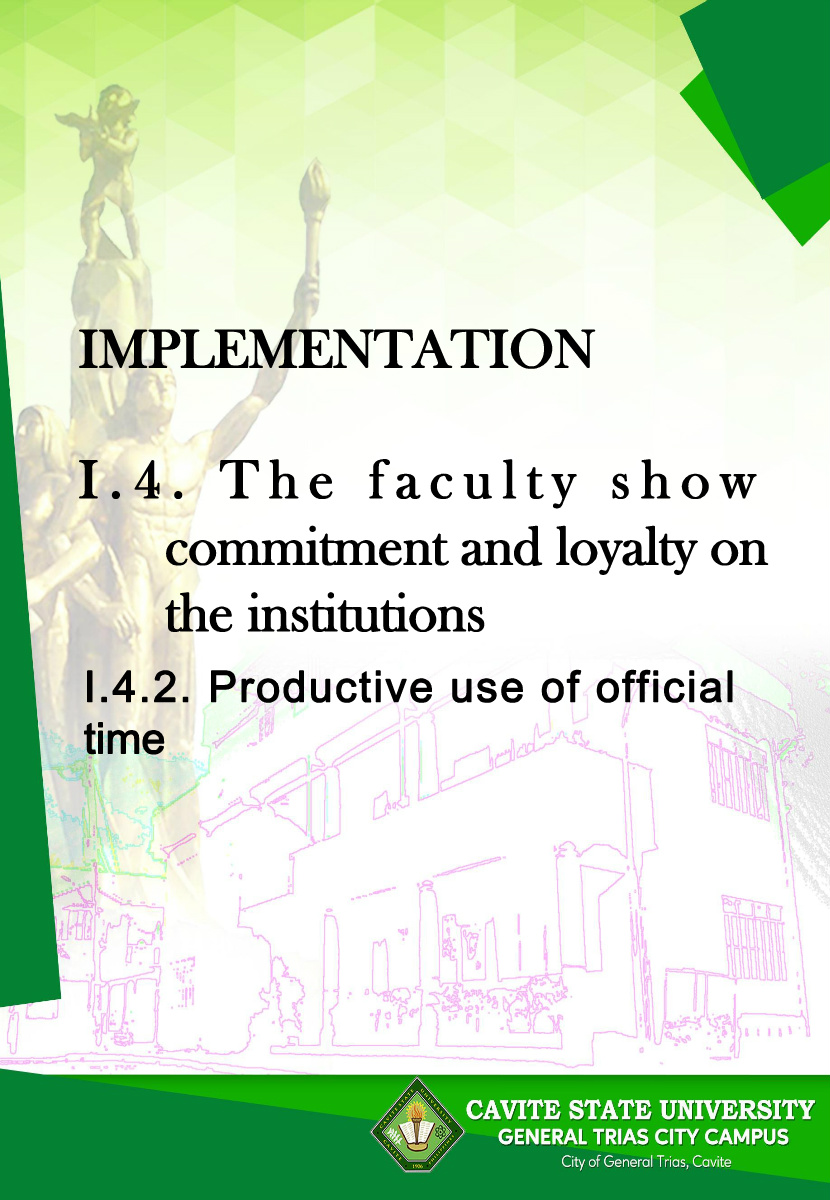 IMPLEMENTATION
I.4. The faculty show
commitment and loyalty on
the institutions
I.4.2. Productive use of official
time
CAVITE STATE UNIVERSITY
GENERAL TRIAS CITY CAMPUS
City of General Trias, Cavite
1906